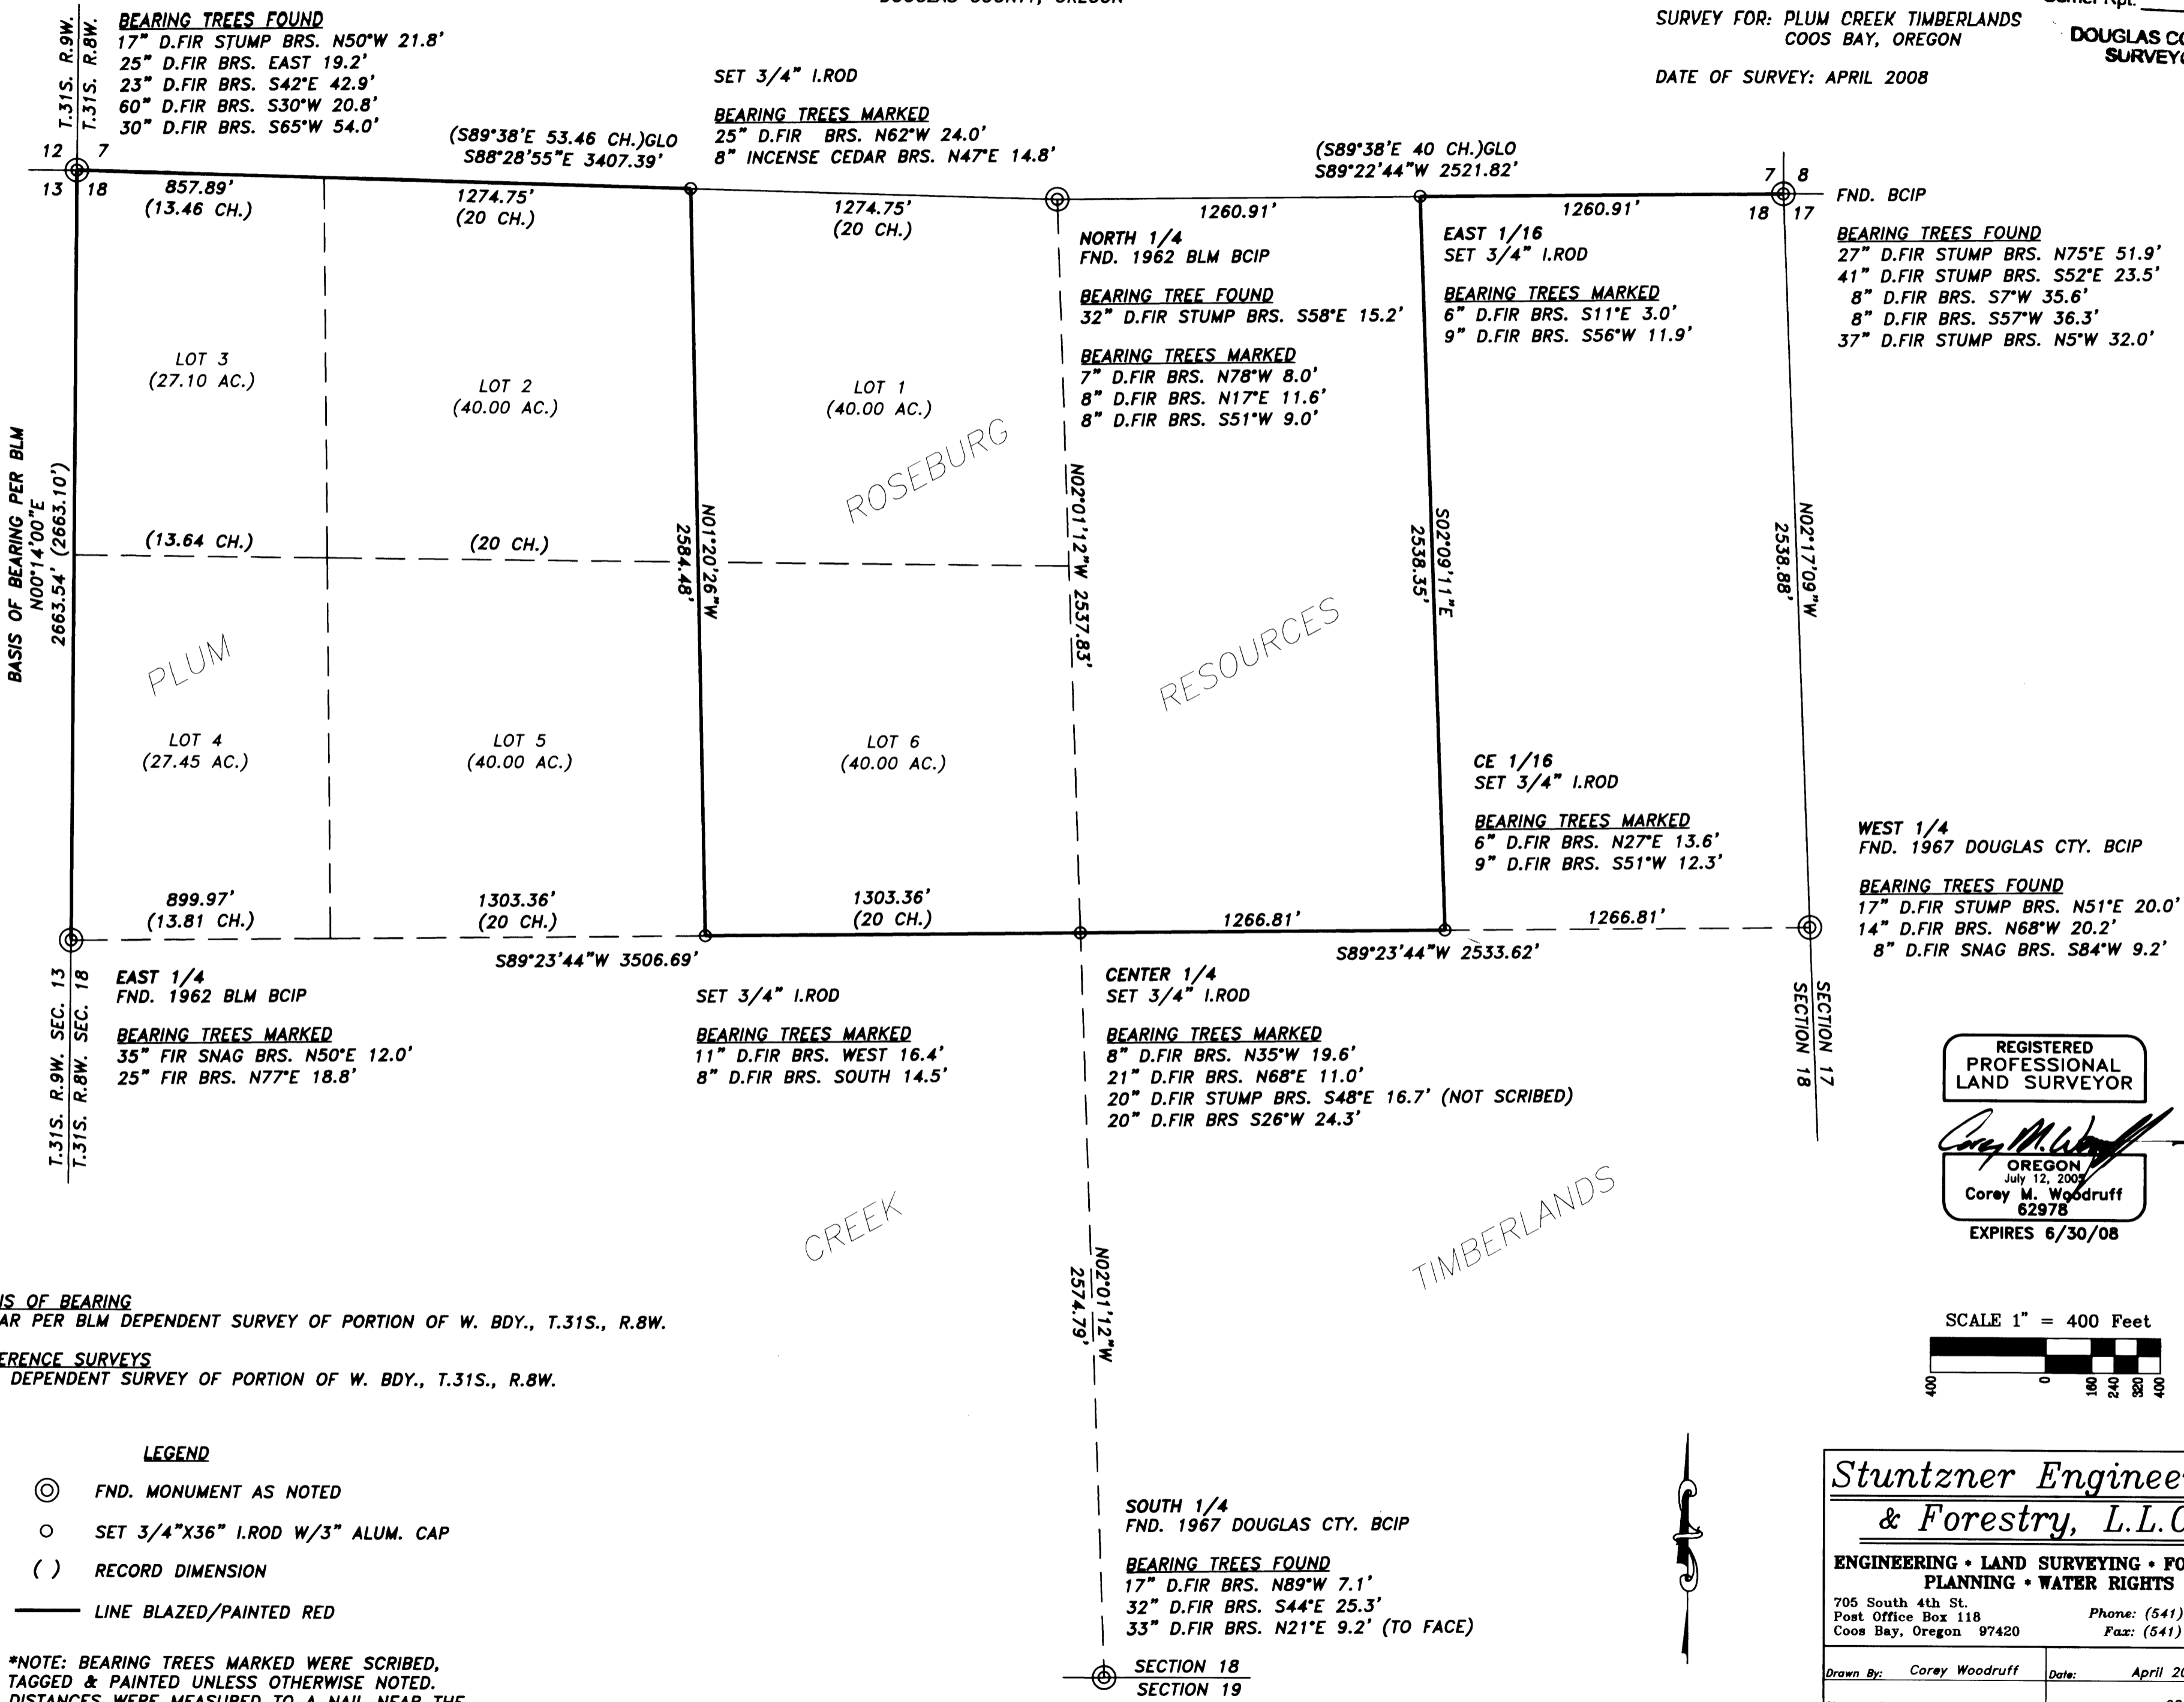 DOUGLAS COUNTY, OREGON
SURVEY FOR: PLUM CREEK TIMBERLANDS
COOS BAY, OREGON
DATE OF SURVEY: APRIL 2008
DOUGLAS
T.31S. R.9W.
T.31S. R.8W.
BEARING TREES FOUND
17" D.FIR STUMP BRS. N50°W 21.8'
25" D.FIR BRS. EAST 19.2'
23" D.FIR BRS. S42°E 42.9'
60" D.FIR BRS. S30°W 20.8'
30" D.FIR BRS. S65°W 54.0'
SET 3/4" I.ROD
BEARING TREES MARKED
25" D.FIR BRS. N62°W 24.0'
8" INCENSE CEDAR BRS. N47°E 14.8'
(S89°38'E 53.46 CH.)GLO
S88°28'55"E 3407.39'
(S89°38'E 40 CH.)GLO
S89°22'44"W 2521.82'
12 7
13 18
7 8
18 17
857.89'
(13.46 CH.)
1274.75'
(20 CH.)
1274.75'
(20 CH.)
1260.91'
1260.91'
FND. BCIP
BEARING TREES FOUND
27" D.FIR STUMP BRS. N75°E 51.9'
41" D.FIR STUMP BRS. S52°E 23.5'
8" D.FIR BRS. S7°W 35.6'
8" D.FIR BRS. S57°W 36.3'
37" D.FIR STUMP BRS. N5°W 32.0'
NORTH 1/4
FND. 1962 BLM BCIP
BEARING TREE FOUND
32" D.FIR STUMP BRS. S58°E 15.2'
BEARING TREES MARKED
7" D.FIR BRS. N78°W 8.0'
8" D.FIR BRS. N17°E 11.6'
8" D.FIR BRS. S51°W 9.0'
EAST 1/16
SET 3/4" I.ROD
BEARING TREES MARKED
6" D.FIR BRS. S11°E 3.0'
9" D.FIR BRS. S56°W 11.9'
LOT 3
(27.10 AC.)
LOT 2
(40.00 AC.)
LOT 1
(40.00 AC.)
ROSEBURG
BASIS OF BEARING PER BLM
N00°14'00"E
2663.54' (2663.10')
(13.64 CH.)
(20 CH.)
N01°20'26"W
2584.48'
N02°01'12"W 2537.83'
S02°09'11"E
2538.35'
N02°17'09"W
2538.88'
PLUM
RESOURCES
LOT 4
(27.45 AC.)
LOT 5
(40.00 AC.)
LOT 6
(40.00 AC.)
CE 1/16
SET 3/4" I.ROD
BEARING TREES MARKED
6" D.FIR BRS. N27°E 13.6'
9" D.FIR BRS. S51°W 12.3'
WEST 1/4
FND. 1967 DOUGLAS CTY. BCIP
BEARING TREES FOUND
17" D.FIR STUMP BRS. N51°E 20.0'
14" D.FIR BRS. N68°W 20.2'
8" D.FIR SNAG BRS. S84°W 9.2'
899.97'
(13.81 CH.)
1303.36'
(20 CH.)
1303.36'
(20 CH.)
1266.81'
1266.81'
S89°23'44"W 3506.69'
S89°23'44"W 2533.62'
T.31S. R.9W. SEC. 13
T.31S. R.8W. SEC. 18
EAST 1/4
FND. 1962 BLM BCIP
BEARING TREES MARKED
35" FIR SNAG BRS. N50°E 12.0'
25" FIR BRS. N77°E 18.8'
SET 3/4" I.ROD
BEARING TREES MARKED
11" D.FIR BRS. WEST 16.4'
8" D.FIR BRS. SOUTH 14.5'
CENTER 1/4
SET 3/4" I.ROD
BEARING TREES MARKED
8" D.FIR BRS. N35°W 19.6'
21" D.FIR BRS. N68°E 11.0'
20" D.FIR STUMP BRS. S48°E 16.7' (NOT SCRIBED)
20" D.FIR BRS S26°W 24.3'
SECTION 17
SECTION 18
REGISTERED
PROFESSIONAL
LAND SURVEYOR
OREGON
July 12, 2005
Corey M. Woodruff
62978
EXPIRES 6/30/08
CREEK
TIMBERLANDS
N02°01'12"W
2574.79'
OF BEARING
PER BLM DEPENDENT SURVEY OF PORTION OF W. BDY., T.31S., R.8W.
SURVEYS
DEPENDENT SURVEY OF PORTION OF W. BDY., T.31S., R.8W.
SCALE 1" = 400 Feet
400 0 160 240 320 400
LEGEND
FND. MONUMENT AS NOTED
SET 3/4"X36" I.ROD W/3" ALUM. CAP
( ) RECORD DIMENSION
LINE BLAZED/PAINTED RED
*NOTE: BEARING TREES MARKED WERE SCRIBED,
TAGGED & PAINTED UNLESS OTHERWISE NOTED.
DISTANCES WERE MEASURED TO A NAIL NEAR THE
SOUTH 1/4
FND. 1967 DOUGLAS CTY. BCIP
BEARING TREES FOUND
17" D.FIR BRS. N89°W 7.1'
32" D.FIR BRS. S44°E 25.3'
33" D.FIR BRS. N21°E 9.2' (TO FACE)
SECTION 18
SECTION 19
Stuntzner
& Forestry, L.L.C
ENGINEERING * LAND SURVEYING *
PLANNING * WATER RIGHTS
705 South 4th St.
Post Office Box 118
Coos Bay, Oregon 97420
Phone: (541)
Fax: (541)
Drawn By: Corey Woodruff
Date: April